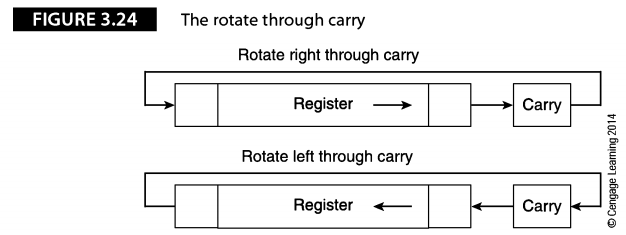 FIGURE 3.24 The rotate through carry
Rotate right through carry
Register
Carry
Rotate left through carry
Register
Carry
© Cengage Learning 2014